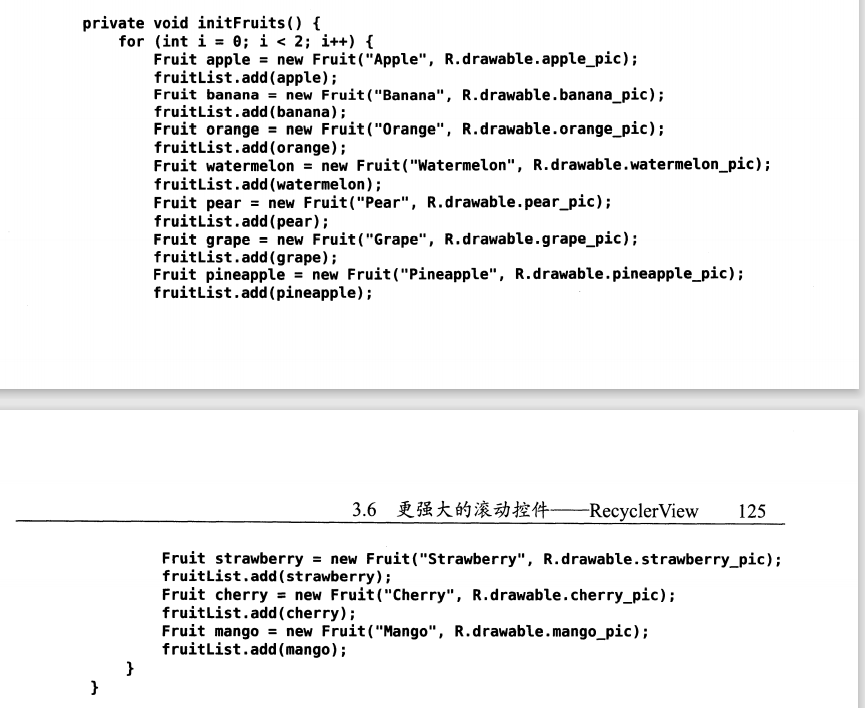 private void initFruits() {
for (int i = 0; i < 2; i++) {
Fruit apple = new Fruit("Apple", R.drawable.apple_pic);
fruitList.add(apple);
Fruit banana = new Fruit("Banana", R.drawable.banana_pic);
fruitList.add(banana);
Fruit orange = new Fruit("Orange", R.drawable.orange_pic);
fruitList.add(orange);
Fruit watermelon = new Fruit("Watermelon", R.drawable.watermelon_pic);
fruitList.add(watermelon);
Fruit pear = new Fruit("Pear", R.drawable.pear_pic);
fruitList.add(pear);
Fruit grape = new Fruit("Grape", R.drawable.grape_pic);
fruitList.add(grape);
Fruit pineapple = new Fruit("Pineapple", R.drawable.pineapple_pic);
fruitList.add(pineapple);
3.6 更强大的滚动控件——RecyclerView 125
Fruit strawberry = new Fruit("Strawberry", R.drawable.strawberry_pic);
fruitList.add(strawberry);
Fruit cherry = new Fruit("Cherry", R.drawable.cherry_pic);
fruitList.add(cherry);
Fruit mango = new Fruit("Mango", R.drawable.mango_pic);
fruitList.add(mango);
}
}